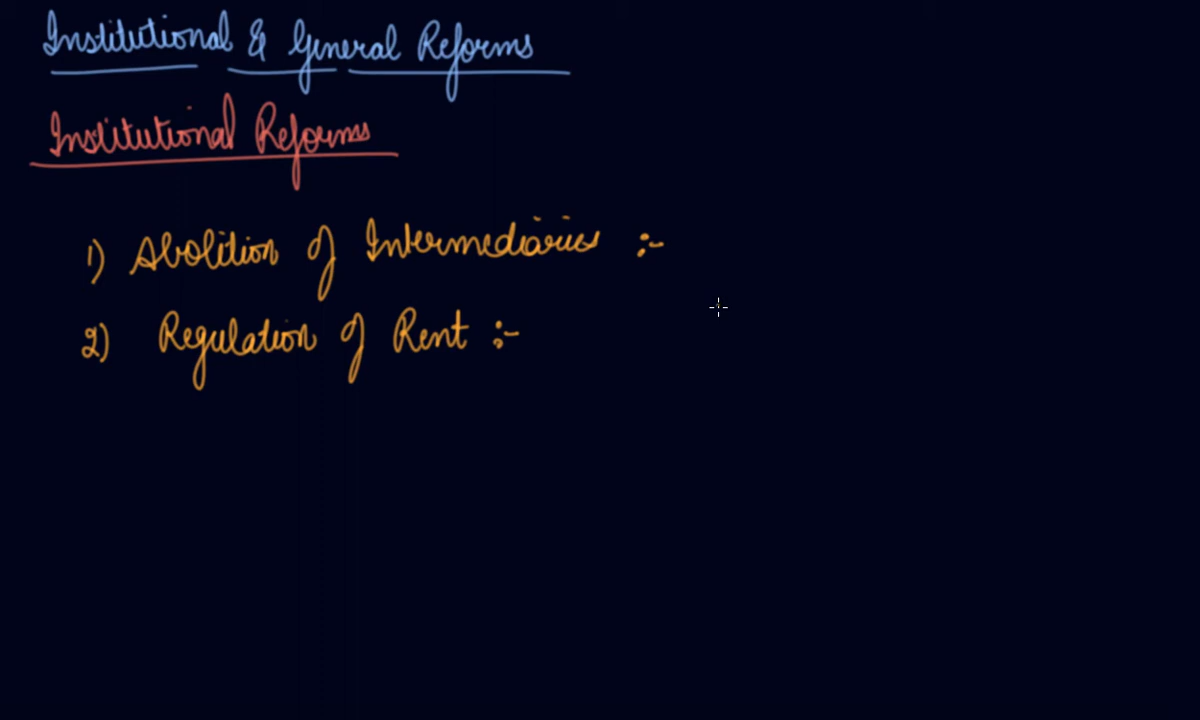 Institutional & General Reforms
Institutional Reforms
1) Abolition of Intermediaries :-
2) Regulation of Rent :-